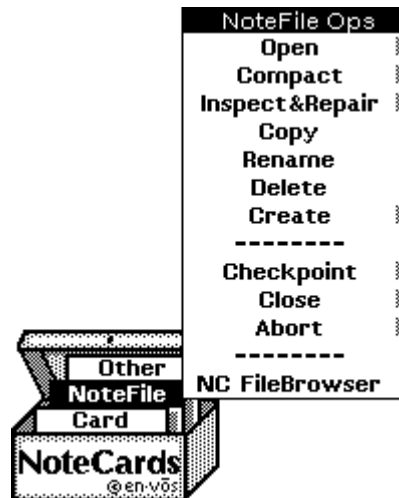 NoteFile Ops
Open
Compact
Inspect&Repair
Copy
Rename
Delete
Create
--------
Checkpoint
Close
Abort
--------
NC FileBrowser
Other
NoteFile
Card
NoteCards
@en·vōs